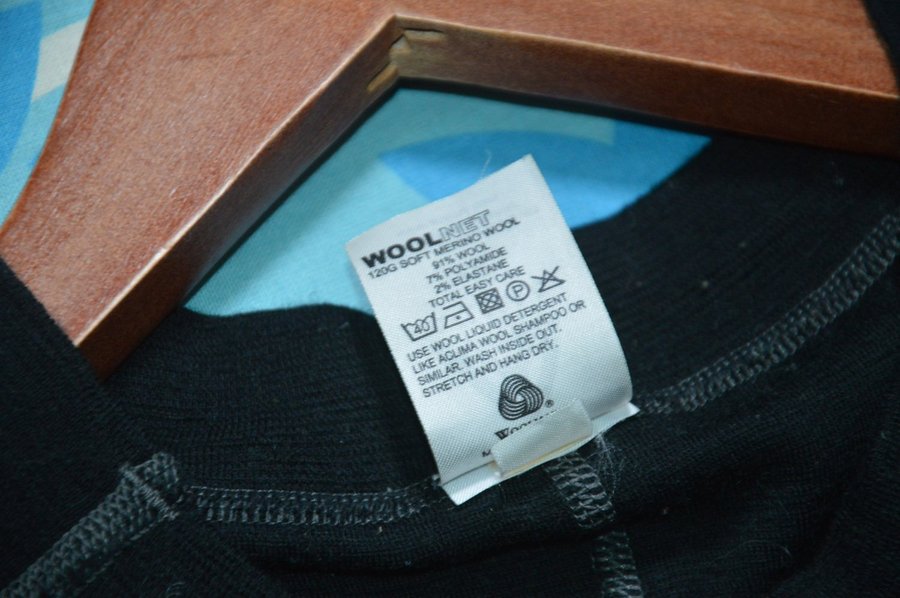 WOOLNET
120G SOFT MERINO WOOL
91% WOOL
7% POLYAMIDE
2% ELASTANE
TOTAL EASY CARE
40 P
USE WOOL LIQUID DETERGENT
LIKE ACLIMA WOOL SHAMPOO OR
SIMILAR. WASH INSIDE OUT.
STRETCH AND HANG DRY.
®